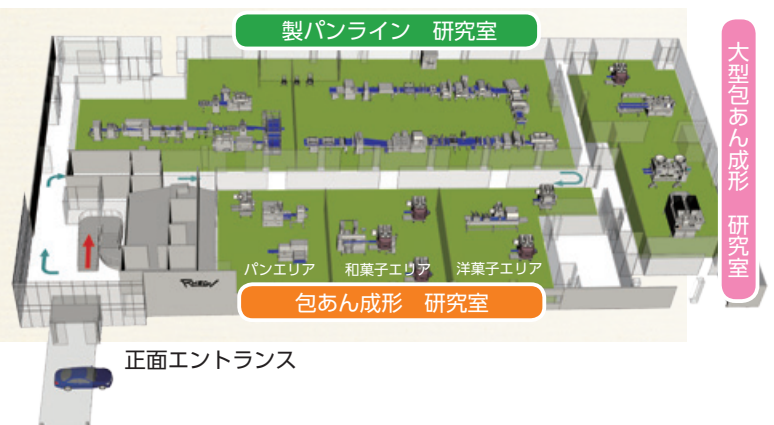 製パンライン　研究室
大型包あん成形　研究室
パンエリア
和菓子エリア
洋菓子エリア
包あん成形　研究室
正面エントランス